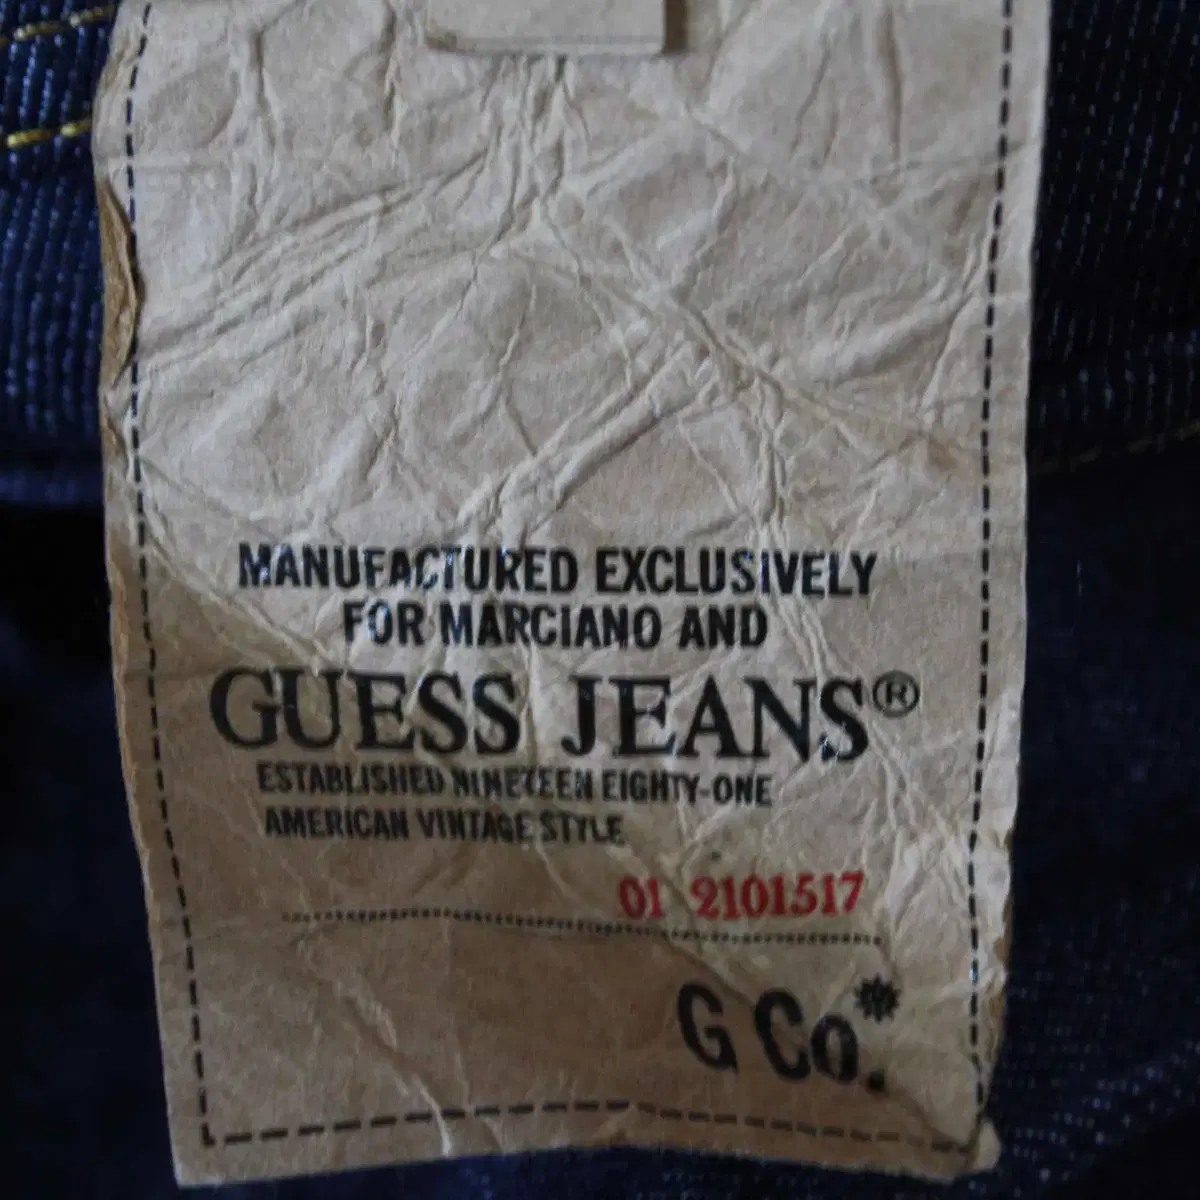 MANUFACTURED EXCLUSIVELY
FOR MARCIANO AND
GUESS JEANS®
ESTABLISHED NINETEEN EIGHTY-ONE
AMERICAN VINTAGE STYLE
01 2101517
G Co.*